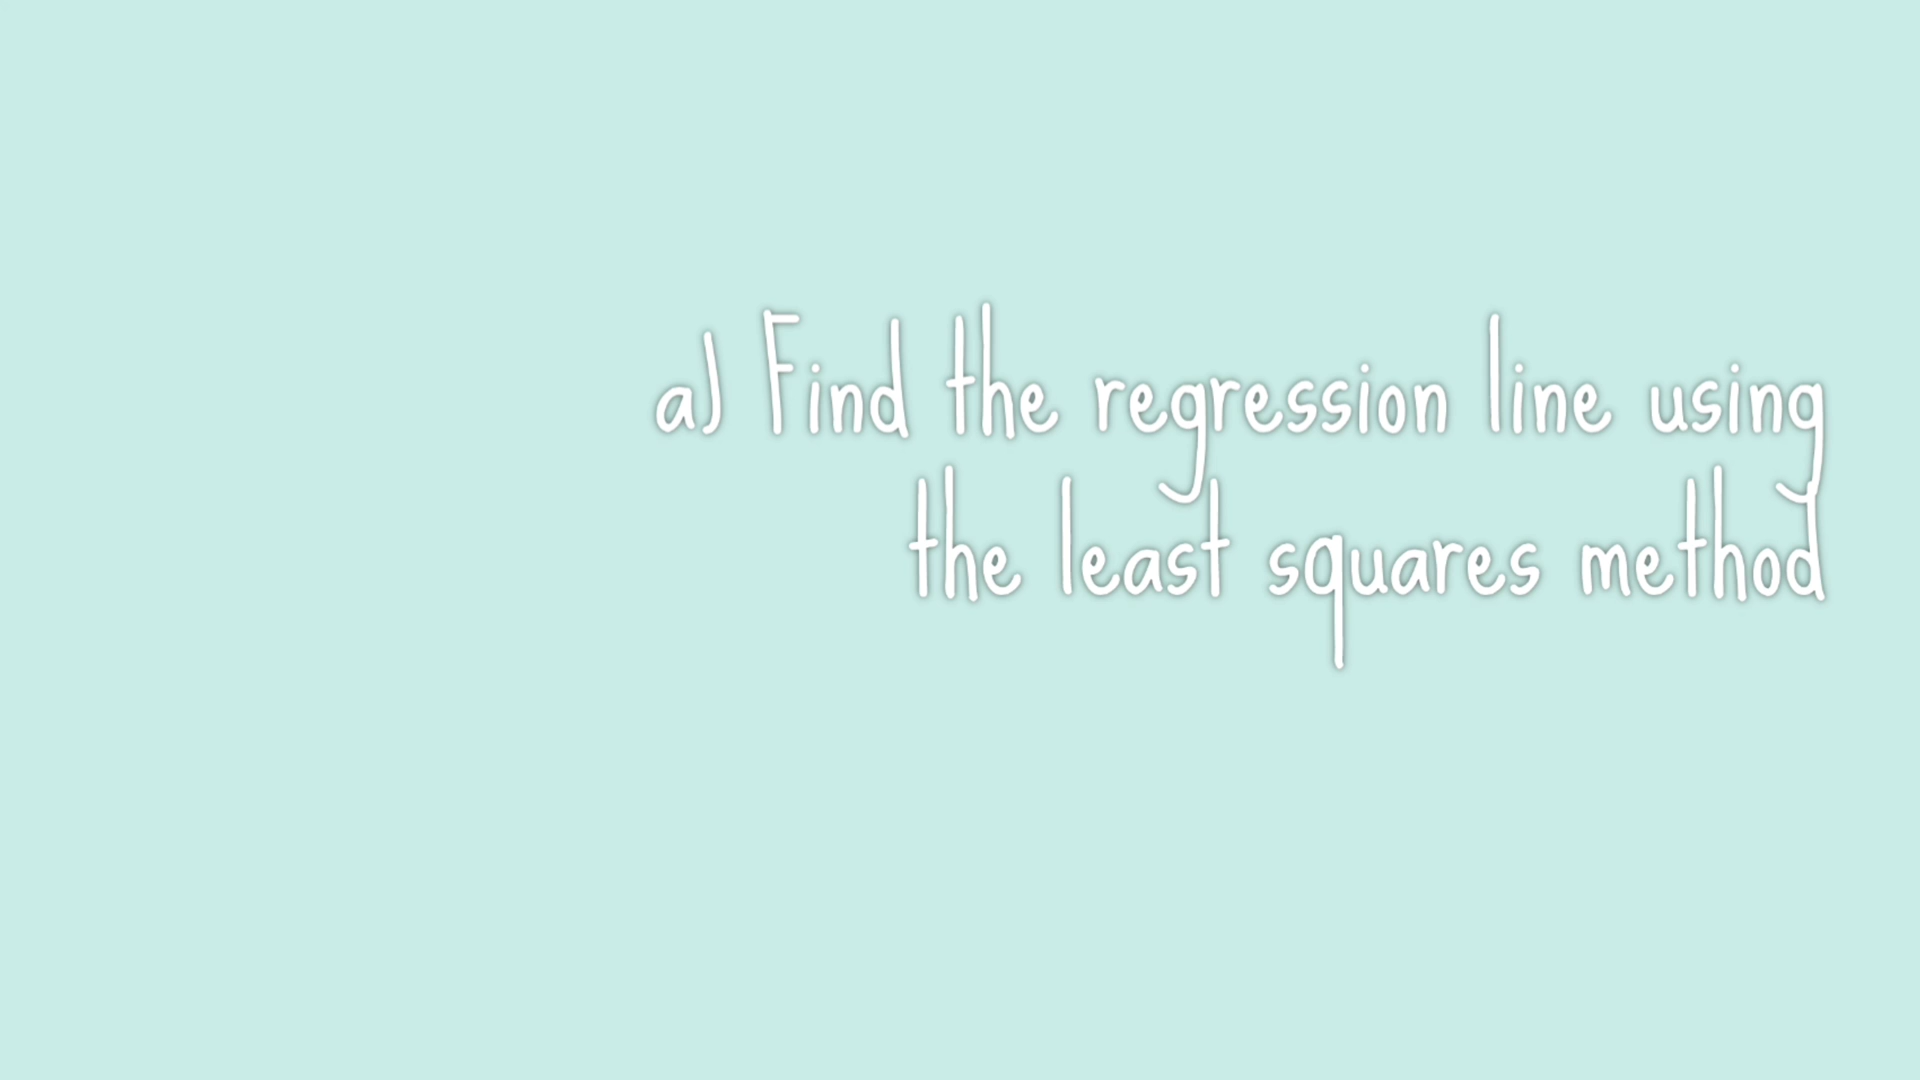 a) Find the regression line using
the least squares method